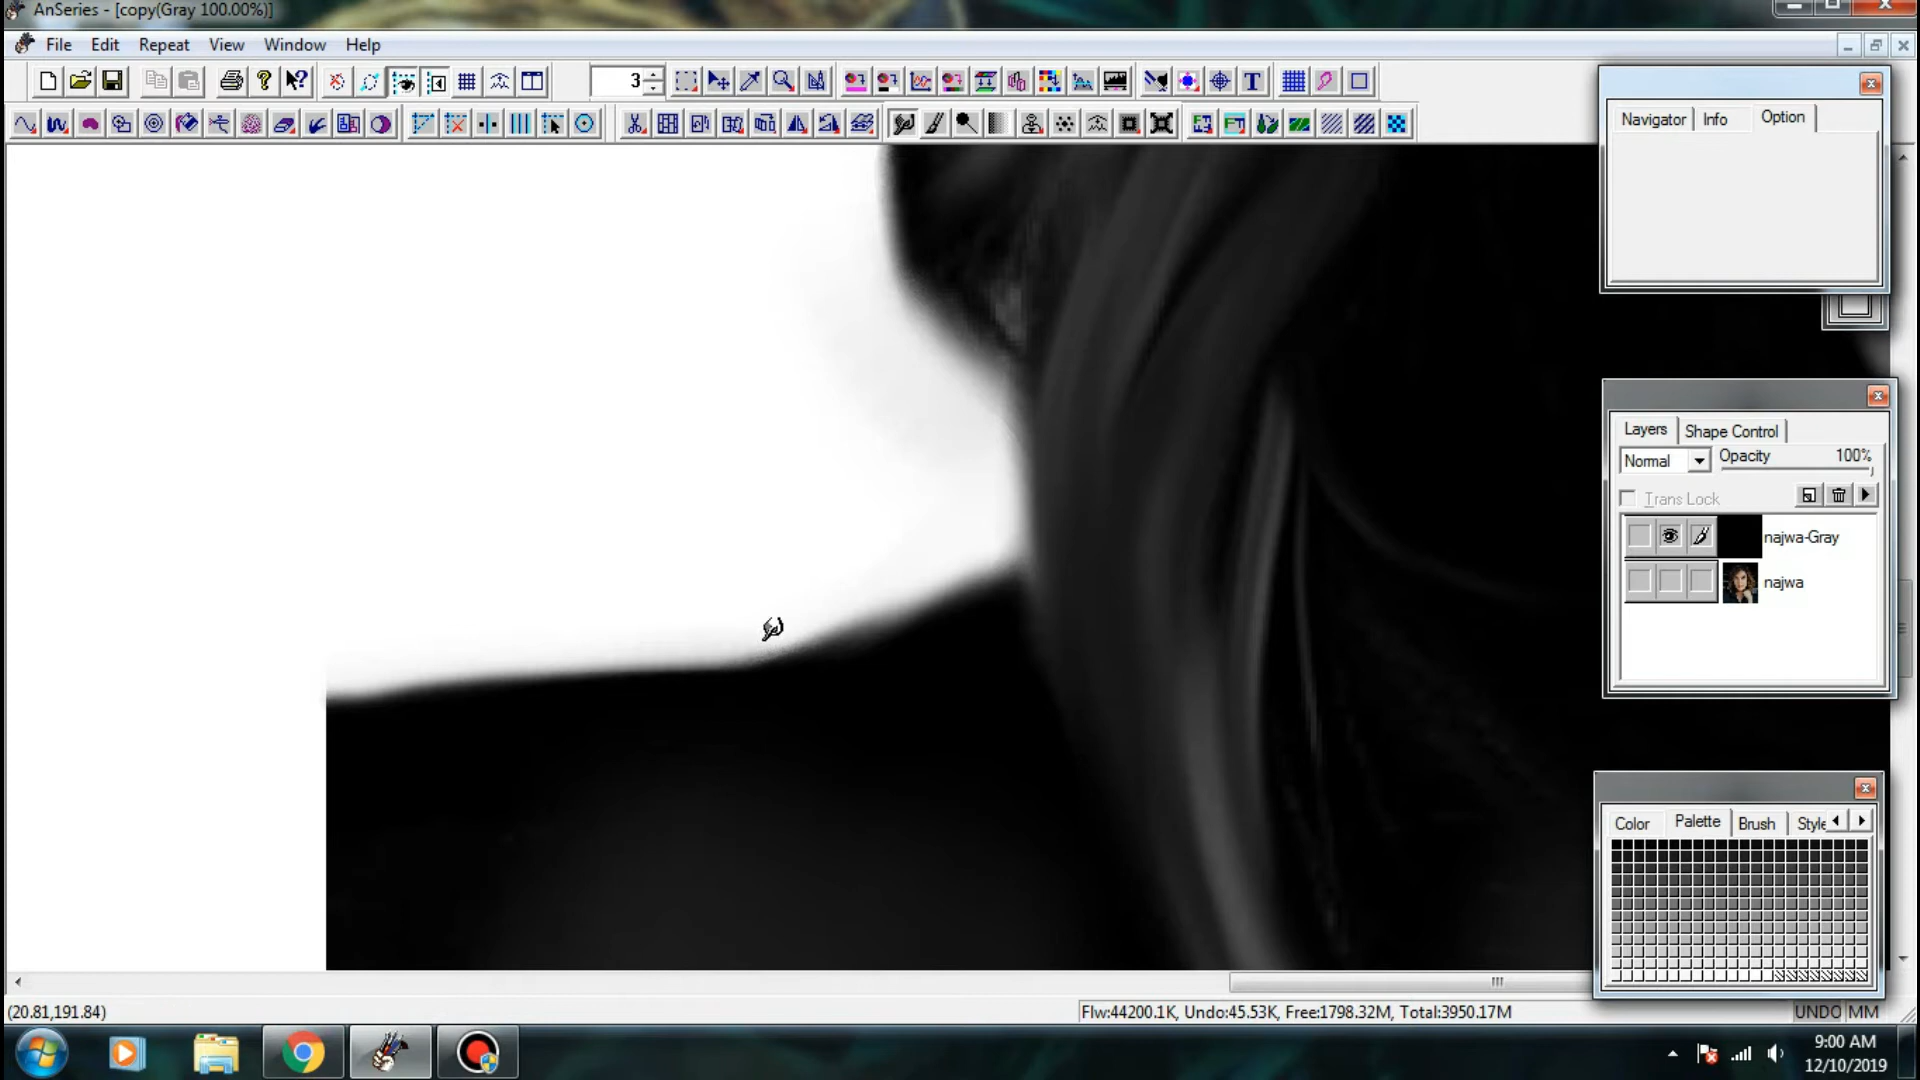 AnSeries - [copy(Gray 100.00%)]
File Edit Repeat View Window Help
3
Navigator Info Option
Layers Shape Control
Normal Opacity 100%
Trans Lock
najwa-Gray
najwa
Color Palette Brush Style
(20.81,191.84) Flw:44200.1K, Undo:45.53K, Free:1798.32M, Total:3950.17M UNDO MM
9:00 AM
12/10/2019